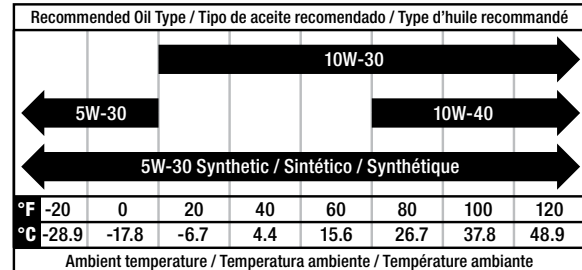 Recommended Oil Type / Tipo de aceite recomendado / Type d'huile recommandé
10W-30
5W-30 10W-40
5W-30 Synthetic / Sintético / Synthétique
°F -20 0 20 40 60 80 100 120
°C -28.9 -17.8 -6.7 4.4 15.6 26.7 37.8 48.9
Ambient temperature / Temperatura ambiente / Température ambiante